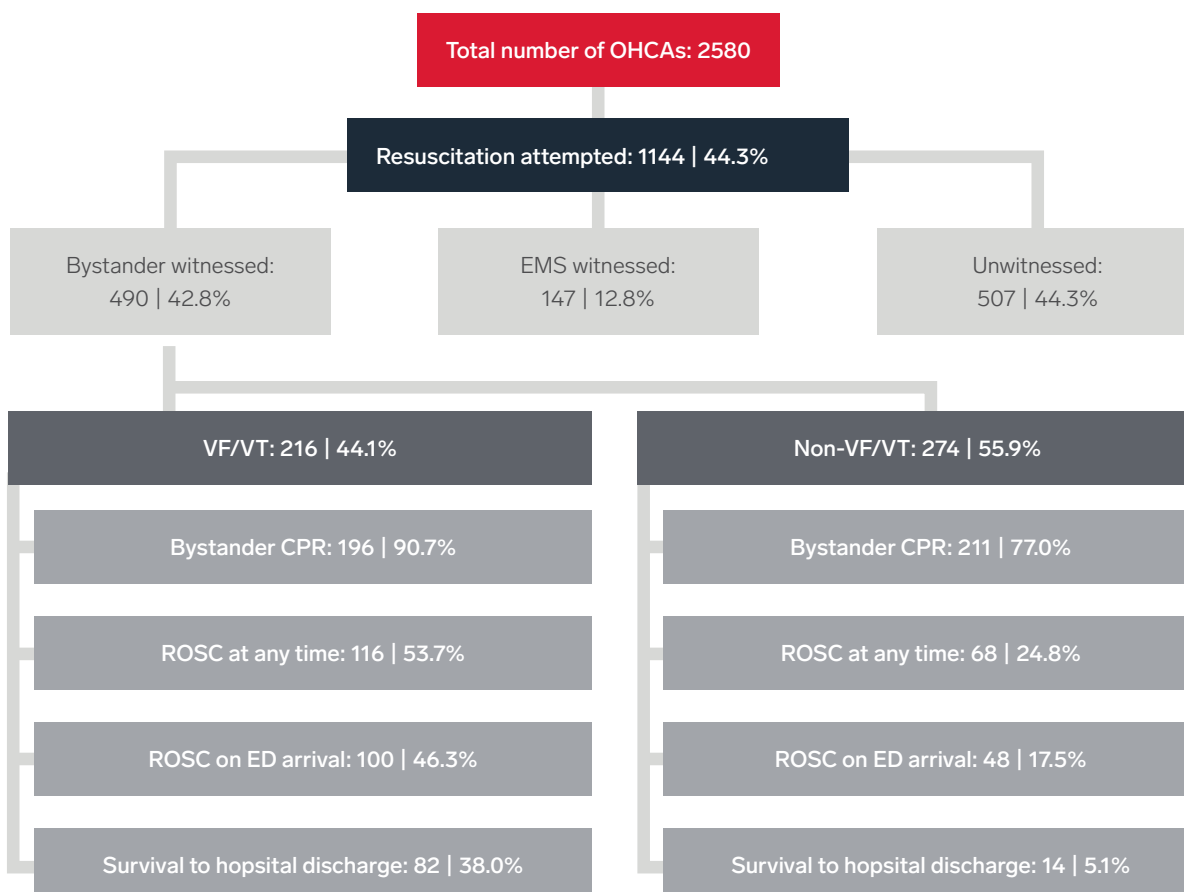 Total number of OHCAs: 2580
Resuscitation attempted: 1144 | 44.3%
Bystander witnessed:
490 | 42.8%
EMS witnessed:
147 | 12.8%
Unwitnessed:
507 | 44.3%
VF/VT: 216 | 44.1%
Bystander CPR: 196 | 90.7%
ROSC at any time: 116 | 53.7%
ROSC on ED arrival: 100 | 46.3%
Survival to hopsital discharge: 82 | 38.0%
Non-VF/VT: 274 | 55.9%
Bystander CPR: 211 | 77.0%
ROSC at any time: 68 | 24.8%
ROSC on ED arrival: 48 | 17.5%
Survival to hopsital discharge: 14 | 5.1%